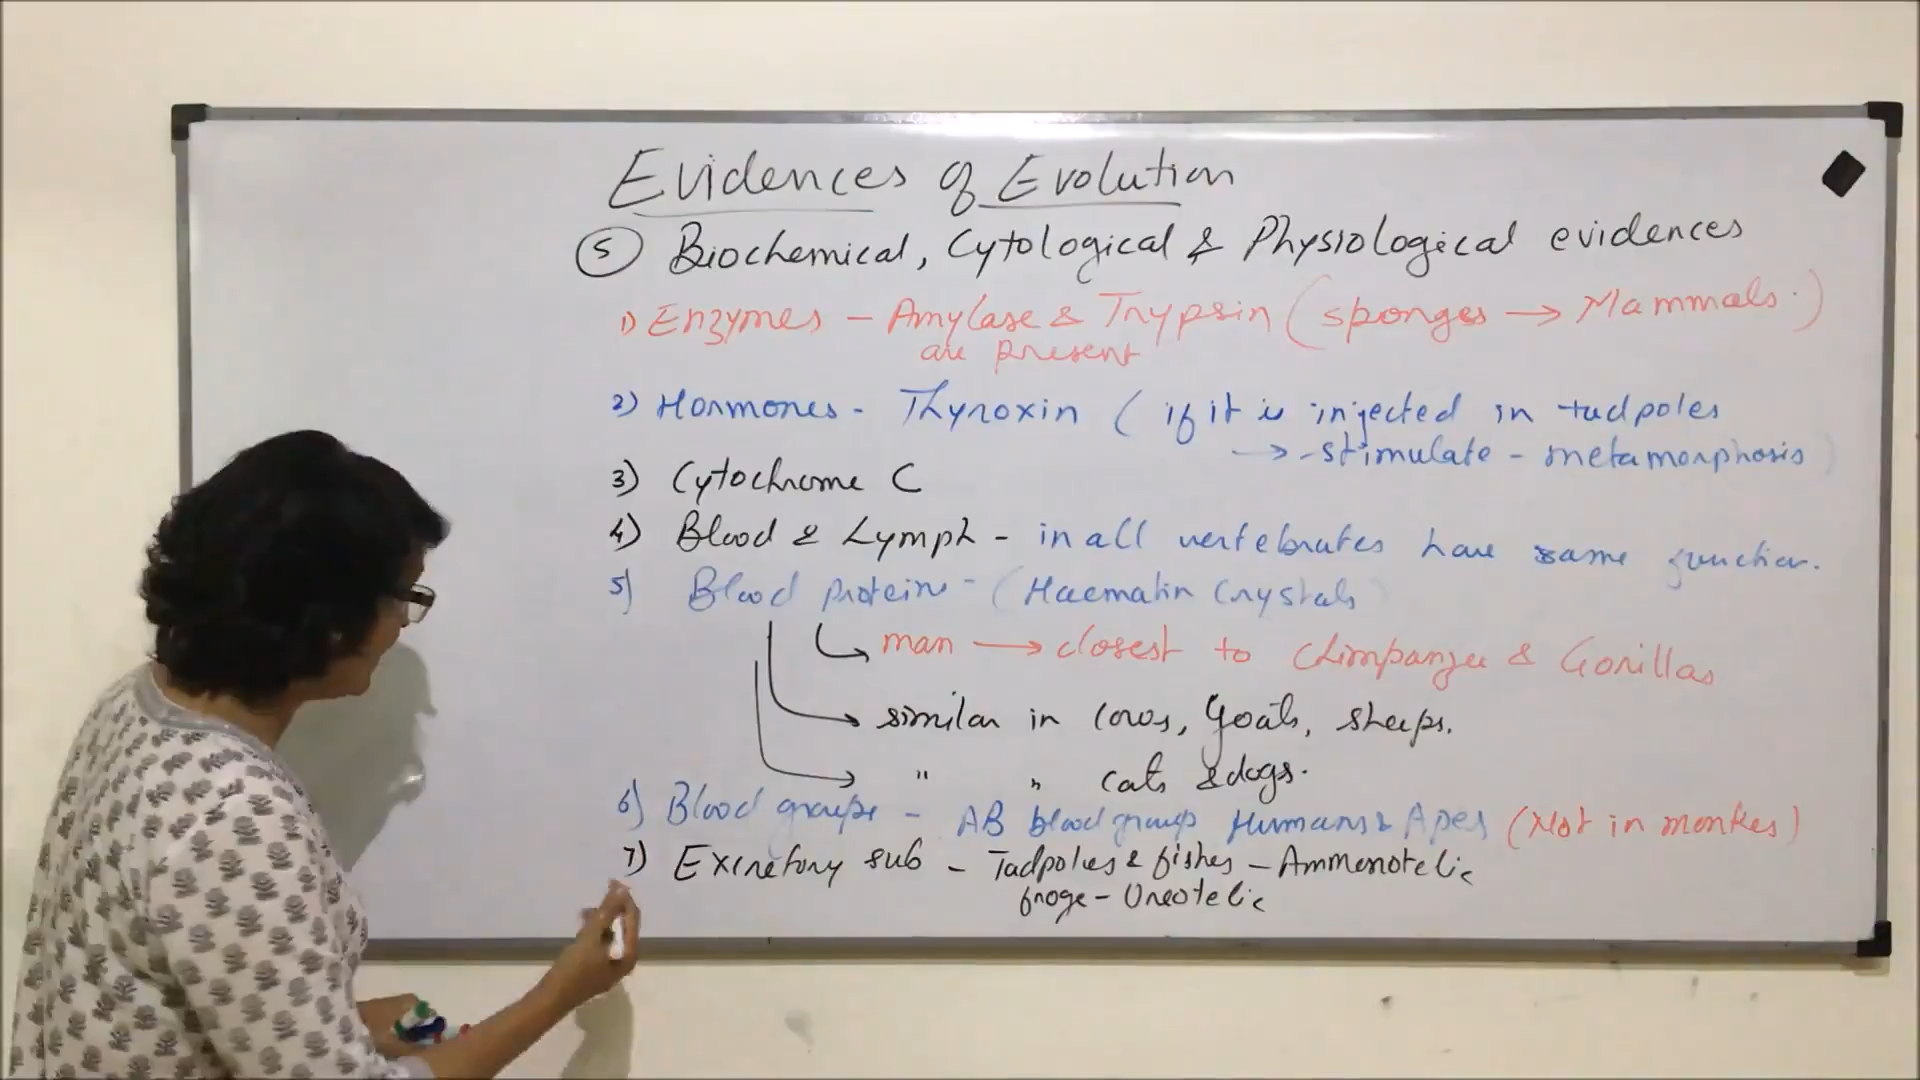 Evidences of Evolution
(5) Biochemical, Cytological & Physiological evidences
1) Enzymes - Amylase & Trypsin (sponges → Mammals.)
are present
2) Hormones - Thyroxin (if it is injected in tadpoles
→ - stimulate - metamorphosis)
3) Cytochrome C
4) Blood & Lymph - in all vertebrates have same function.
5) Blood proteins - (Haematin Crystals)
man → closest to Chimpanzee & Gorillas
similar in Cows, Goats, sheeps.
" " cats & dogs.
6) Blood groups - AB blood groups Humans & Apes (Not in monkes)
7) Excretory sub - Tadpoles & fishes - Ammonotelic
frogs - Ureotelic